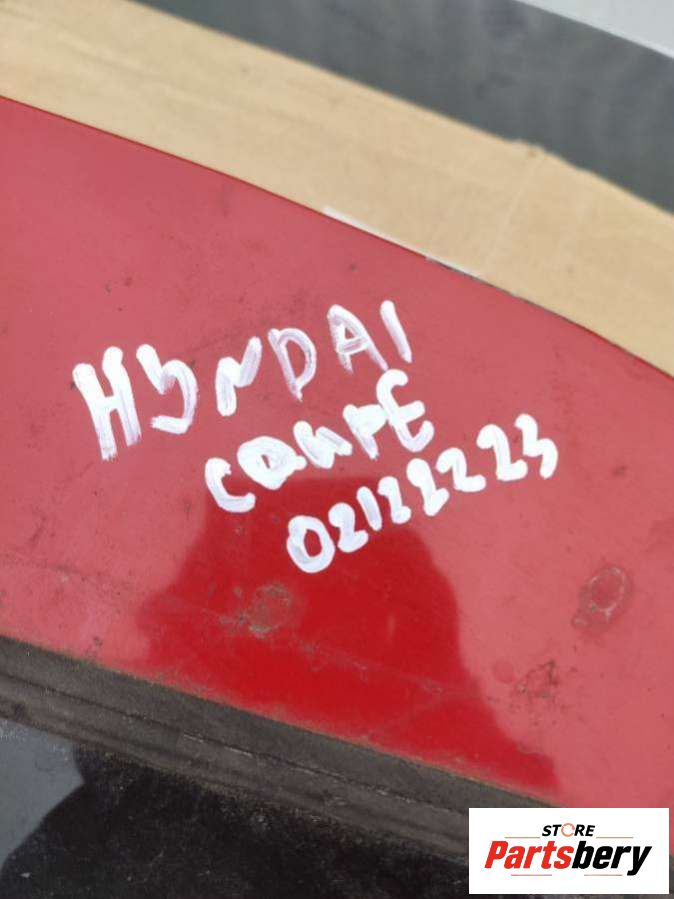 HYNDAI
COUPE
02122223
STORE
Partsbery